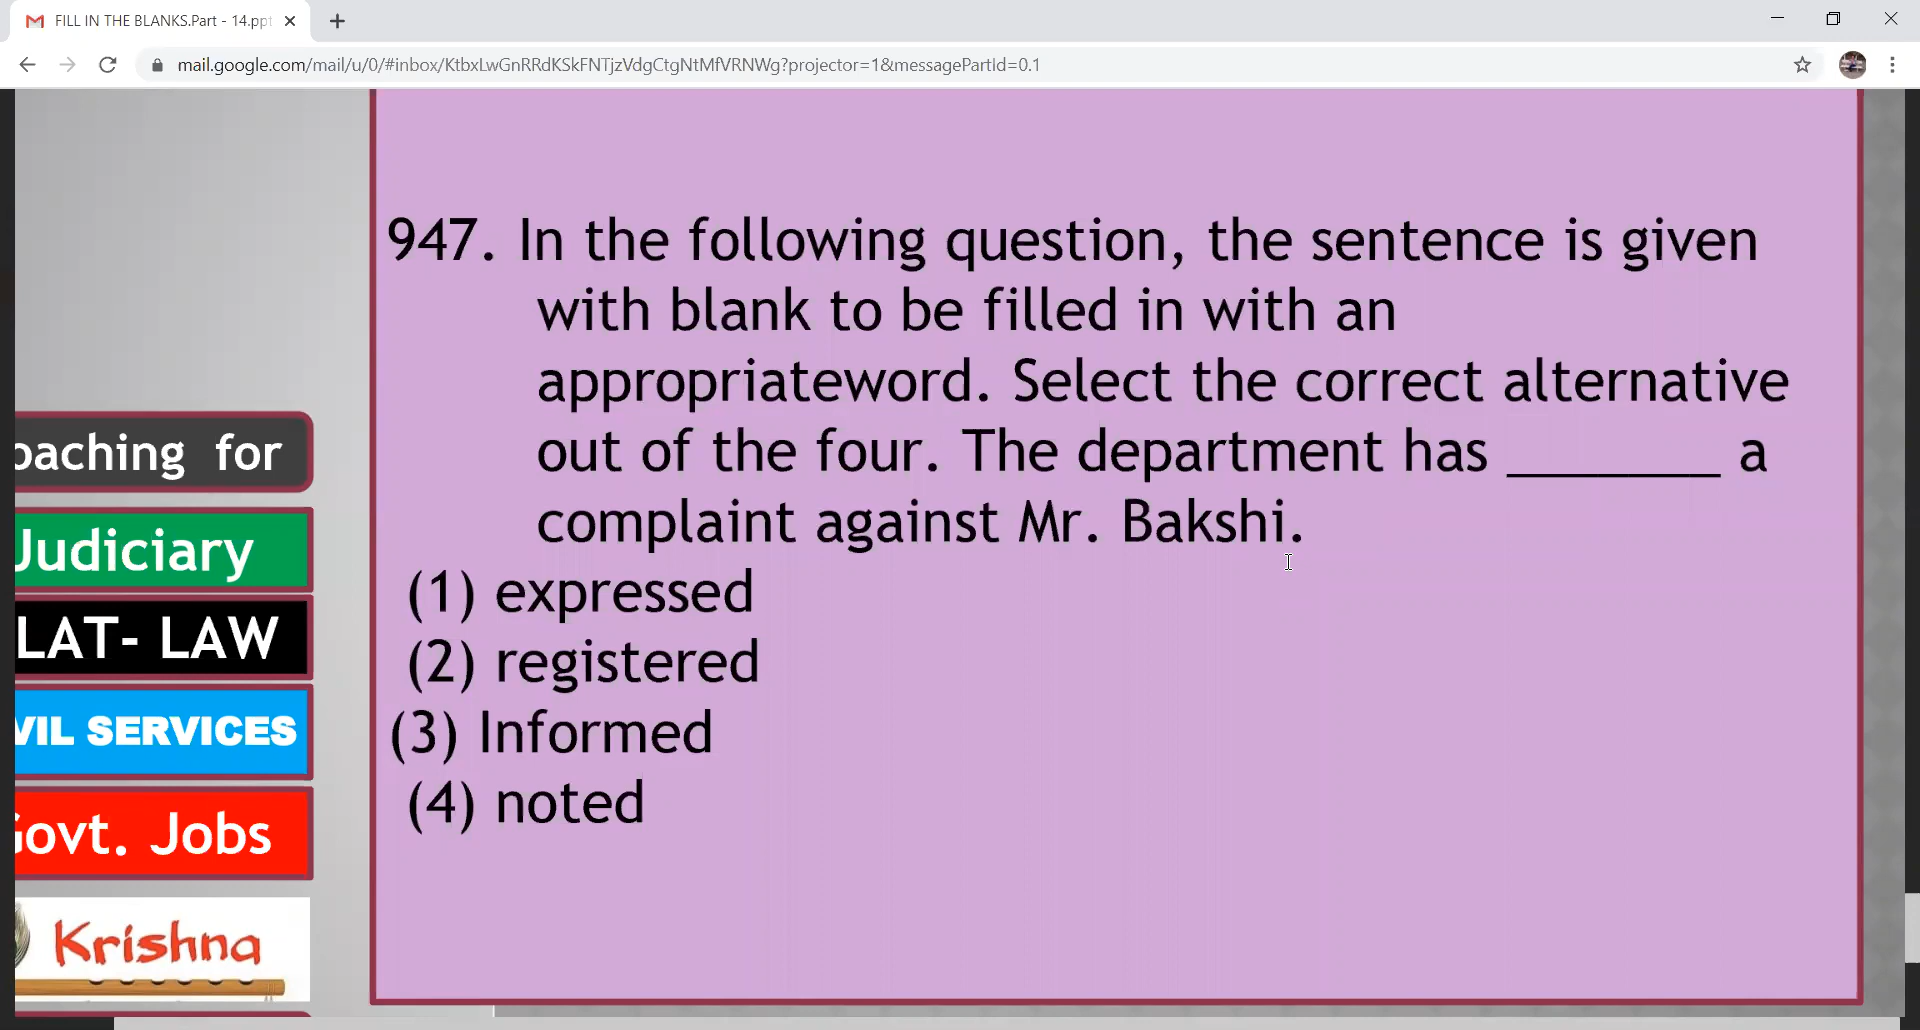 FILL IN THE BLANKS.Part - 14.ppt
mail.google.com/mail/u/0/#inbox/KtbxLwGnRRdKSkFNTjzVdgCtgNtMfVRNWg?projector=1&messagePartId=0.1
947. In the following question, the sentence is given
with blank to be filled in with an
appropriateword. Select the correct alternative
out of the four. The department has _______ a
complaint against Mr. Bakshi.
(1) expressed
(2) registered
(3) Informed
(4) noted
oaching for
Judiciary
LAT- LAW
VIL SERVICES
Govt. Jobs
Krishna